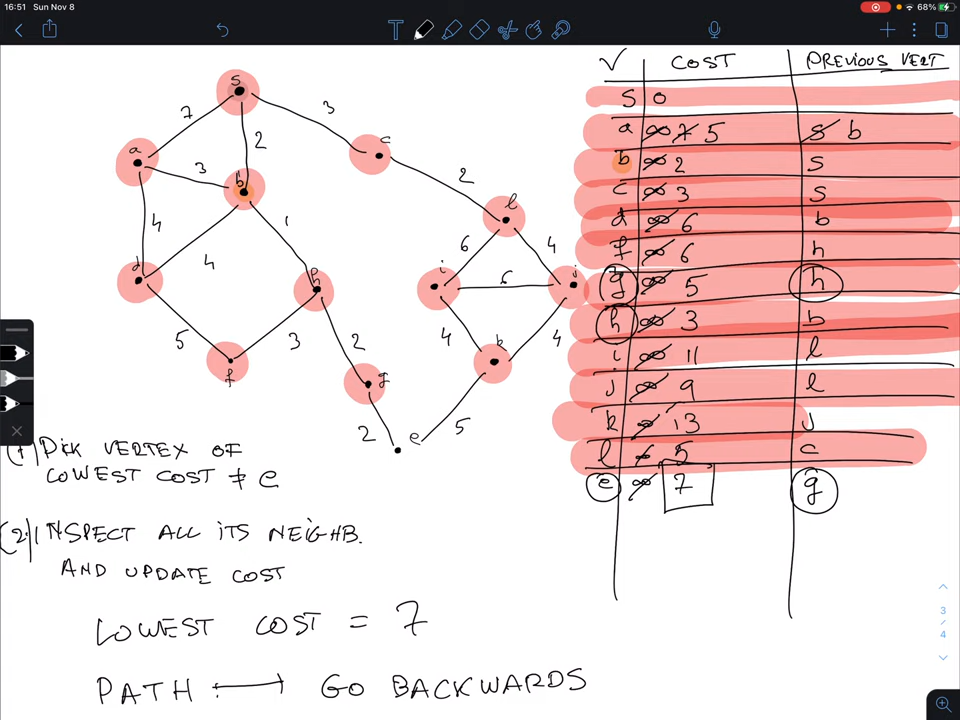 16:51 Sun Nov 8
68%
T
V COST PREVIOUS VERT
S 0
a ∞ 7 5 s b
b ∞ 2 s
c ∞ 3 s
d ∞ 6 b
f ∞ 6 h
g ∞ 5 h
h ∞ 3 b
i ∞ 11 l
j ∞ 9 l
k ∞ 13 j
l ∞ 5 c
e ∞ 7 g
s
7
3
2
a
c
3
b
2
l
4
1
4
6
4
d
i
6
j
h
5
3
2
4
k
4
f
g
2
e
5
(1) PICK VERTEX OF
LOWEST COST ≠ e
(2) INSPECT ALL ITS NEIGHB.
AND UPDATE COST
LOWEST COST = 7
PATH ⟶ GO BACKWARDS
3
/
4